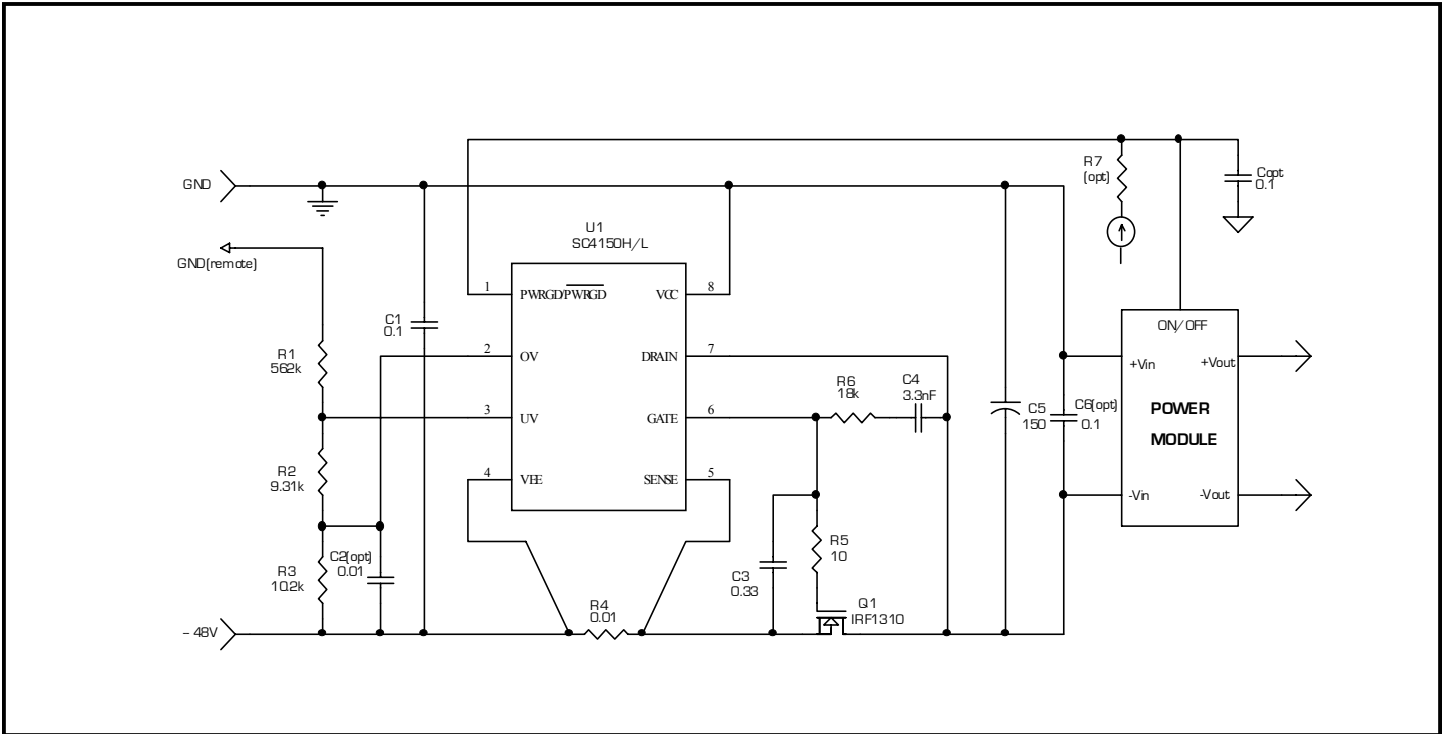 R7
(opt)
Copt
0.1
GND
U1
SC4150H/L
GND(remote)
1
PWRGD/PWRGD
VCC
8
C1
0.1
ON/OFF
R1
562k
2
OV
DRAIN
7
+Vin
+Vout
R6
18k
C4
3.3nF
3
UV
GATE
6
C5
150
C6(opt)
0.1
POWER
MODULE
R2
9.31k
4
VEE
SENSE
5
-Vin
-Vout
R5
10
R3
10.2k
C2(opt)
0.01
C3
0.33
R4
0.01
Q1
IRF1310
- 48V